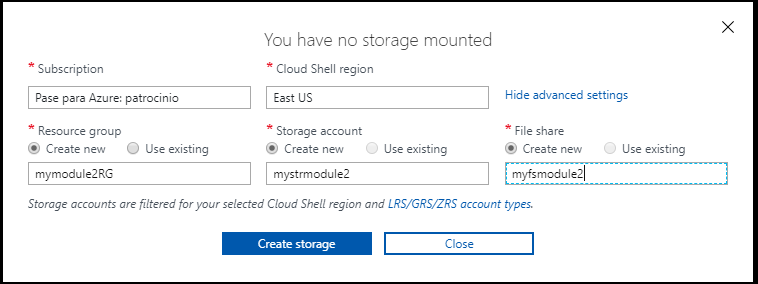 You have no storage mounted
* Subscription
* Cloud Shell region
Pase para Azure: patrocinio
East US
Hide advanced settings
* Resource group
* Storage account
* File share
Create new Use existing
Create new Use existing
Create new Use existing
mymodule2RG
mystrmodule2
myfsmodule2
Storage accounts are filtered for your selected Cloud Shell region and LRS/GRS/ZRS account types.
Create storage
Close